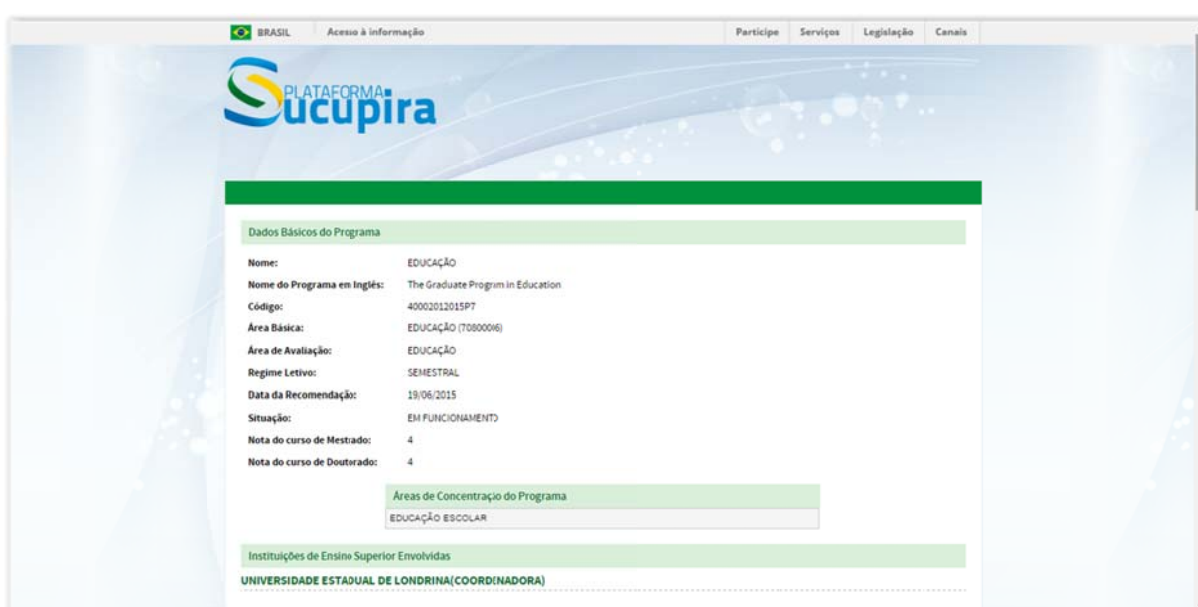 BRASIL Acesso à informação Participe Serviços Legislação Canais
PLATAFORMA
Sucupira
Dados Básicos do Programa
Nome: EDUCAÇÃO
Nome do Programa en Inglês: The Graduate Program in Education
Código: 40002012015P7
Área Básica: EDUCAÇÃO
Área de Avaliação: EDUCAÇÃO
Regime Letivo: SEMESTRAL
Data da Recomendação: 19/06/2015
Situação: EM FUNCIONAMENTO
Nota do curso de Mestrado: 4
Nota do curso de Doutorado: 4
Áreas de Concentração do Programa
EDUCAÇÃO ESCOLAR
Instituições de Ensino Superior Envolvidas
UNIVERSIDADE ESTADUAL DE LONDRINA(COORDENADORA)